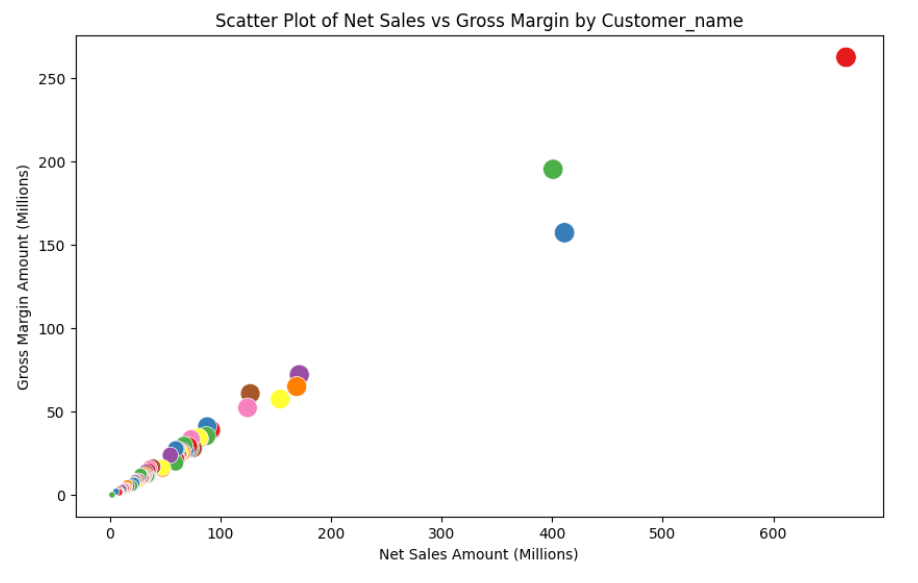 Scatter Plot of Net Sales vs Gross Margin by Customer_name
Gross Margin Amount (Millions)
250
200
150
100
50
0
0 100 200 300 400 500 600
Net Sales Amount (Millions)